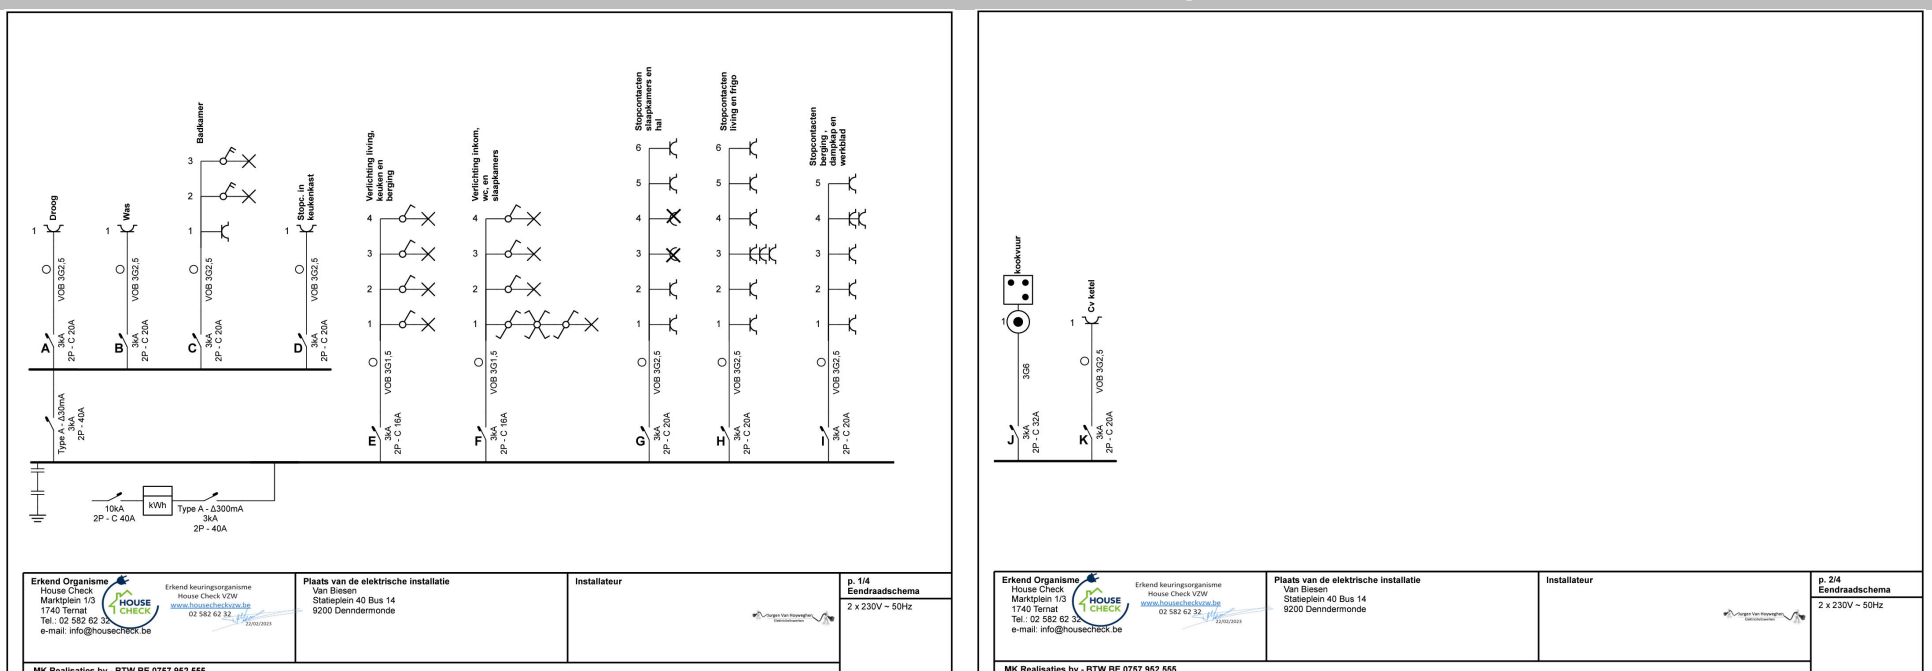 Droog
1
VOB 3G2,5
A
3kA
2P - C 20A
Was
1
VOB 3G2,5
B
3kA
2P - C 20A
Badkamer
3
2
1
VOB 3G2,5
C
3kA
2P - C 20A
Stopc. in
keukenkast
1
VOB 3G2,5
D
3kA
2P - C 20A
Type A - Δ30mA
3kA
2P - 40A
Verlichting living,
keuken en
berging
4
3
2
1
VOB 3G1,5
E
3kA
2P - C 16A
Verlichting inkom,
wc, en
slaapkamers
4
3
2
1
VOB 3G1,5
F
3kA
2P - C 16A
Stopcontacten
slaapkamers en
hal
6
5
4
3
2
1
VOB 3G2,5
G
3kA
2P - C 20A
Stopcontacten
living en frigo
6
5
4
3
2
1
VOB 3G2,5
H
3kA
2P - C 20A
Stopcontacten
berging ,
dampkap en
werkblad
5
4
3
2
1
VOB 3G2,5
I
3kA
2P - C 20A
10kA
2P - C 40A
kWh
Type A - Δ300mA
3kA
2P - 40A
Erkend Organisme
House Check
Marktplein 1/3
1740 Ternat
Tel.: 02 582 62 32
e-mail: info@housecheck.be
HOUSE
CHECK
Erkend keuringsorganisme
House Check VZW
www.housecheckvzw.be
02 582 62 32
22/02/2023
Plaats van de elektrische installatie
Van Biesen
Statieplein 40 Bus 14
9200 Denndermonde
Installateur
Jurgen Van Hoyweghen
Elektriciteitswerken
p. 1/4
Eendraadschema
2 x 230V ~ 50Hz
MK Realisaties bv - BTW BE 0757 952 555
kookvuur
1
3G6
J
3kA
2P - C 32A
Cv ketel
1
VOB 3G2,5
K
3kA
2P - C 20A
Erkend Organisme
House Check
Marktplein 1/3
1740 Ternat
Tel.: 02 582 62 32
e-mail: info@housecheck.be
HOUSE
CHECK
Erkend keuringsorganisme
House Check VZW
www.housecheckvzw.be
02 582 62 32
22/02/2023
Plaats van de elektrische installatie
Van Biesen
Statieplein 40 Bus 14
9200 Denndermonde
Installateur
Jurgen Van Hoyweghen
Elektriciteitswerken
p. 2/4
Eendraadschema
2 x 230V ~ 50Hz
MK Realisaties bv - BTW BE 0757 952 555